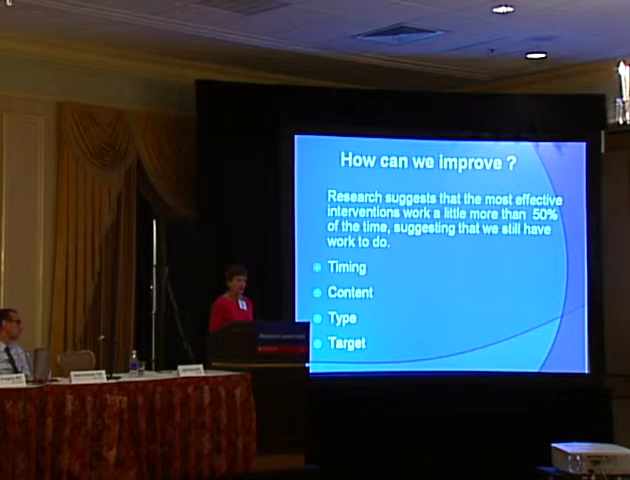 How can we improve ?
Research suggests that the most effective
interventions work a little more than 50%
of the time, suggesting that we still have
work to do.
Timing
Content
Type
Target